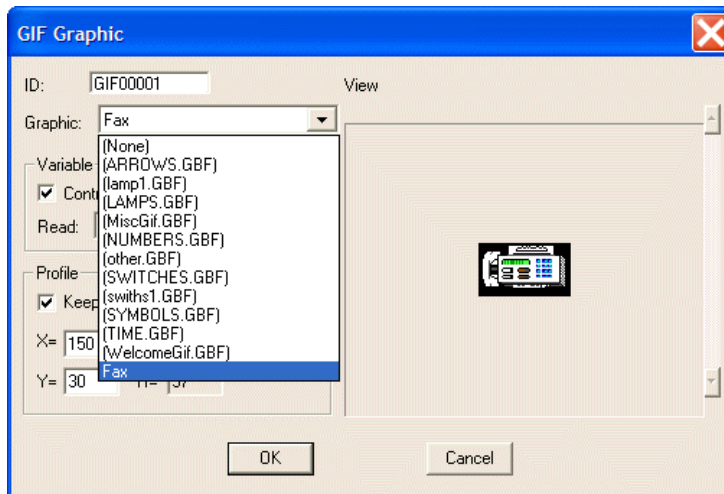 GIF Graphic
ID: GIF00001
View
Graphic: Fax
(None)
(ARROWS.GBF)
(lamp1.GBF)
(LAMPS.GBF)
(MiscGif.GBF)
(NUMBERS.GBF)
(other.GBF)
(SWITCHES.GBF)
(swiths1.GBF)
(SYMBOLS.GBF)
(TIME.GBF)
(WelcomeGif.GBF)
Fax
Variable
Read:
Profile
Keep
X= 150
Y= 30
OK
Cancel